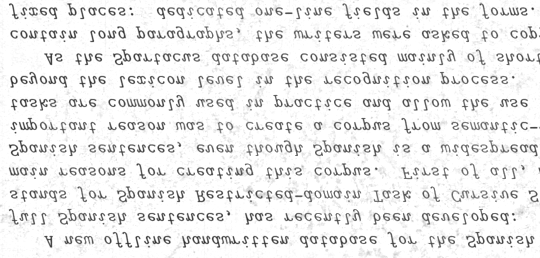 A new offline handwritten database for the Spanish
full Spanish sentences, has recently been developed:
stands for Spanish Restricted-domain Task of Cursive S
main reasons for creating this corpus. First of all,
Spanish sentences, even though Spanish is a widespread
important reason was to create a corpus from semantic-
tasks are commonly used in practice and allow the use
beyond the lexicon level in the recognition process.
As the Spartacus database consisted mainly of short
contain long paragraphs, the writers were asked to copy
fixed places: dedicated one-line fields in the forms.